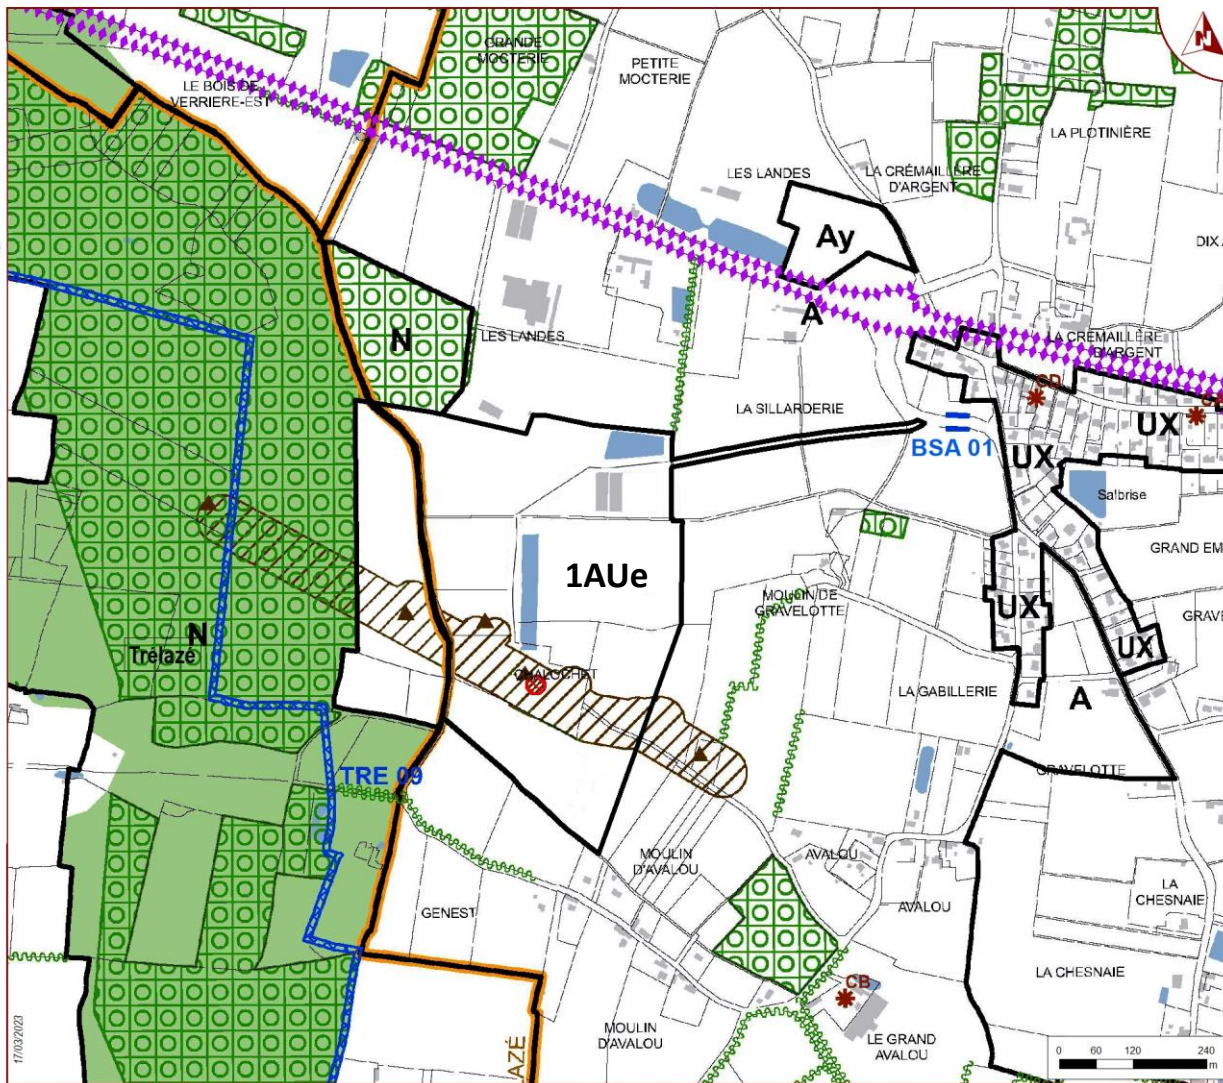 N
GRANDE
MOCTERIE
PETITE
MOCTERIE
LE BOIS DE
VERRIERE-EST
LA PLOTINIÈRE
LES LANDES
LA CRÉMAILLÈRE
D'ARGENT
Ay
DIX
A
N
LES LANDES
LA CRÉMAILLÈRE
D'ARGENT
LA SILLARDERIE
UX
BSA 01
UX
Salbrise
GRAND EM
1AUe
MOULIN DE
GRAVELOTTE
UX
GRAVE
N
Trélazé
UX
CHALOCHET
LA GABILLERIE
A
TRE 09
GRAVELOTTE
MOULIN
D'AVALOU
AVALOU
LA
CHESNAIE
GENEST
AVALOU
LA CHESNAIE
CB
MOULIN
D'AVALOU
LE GRAND
AVALOU
AZÉ
17/03/2023
0 60 120 240
m